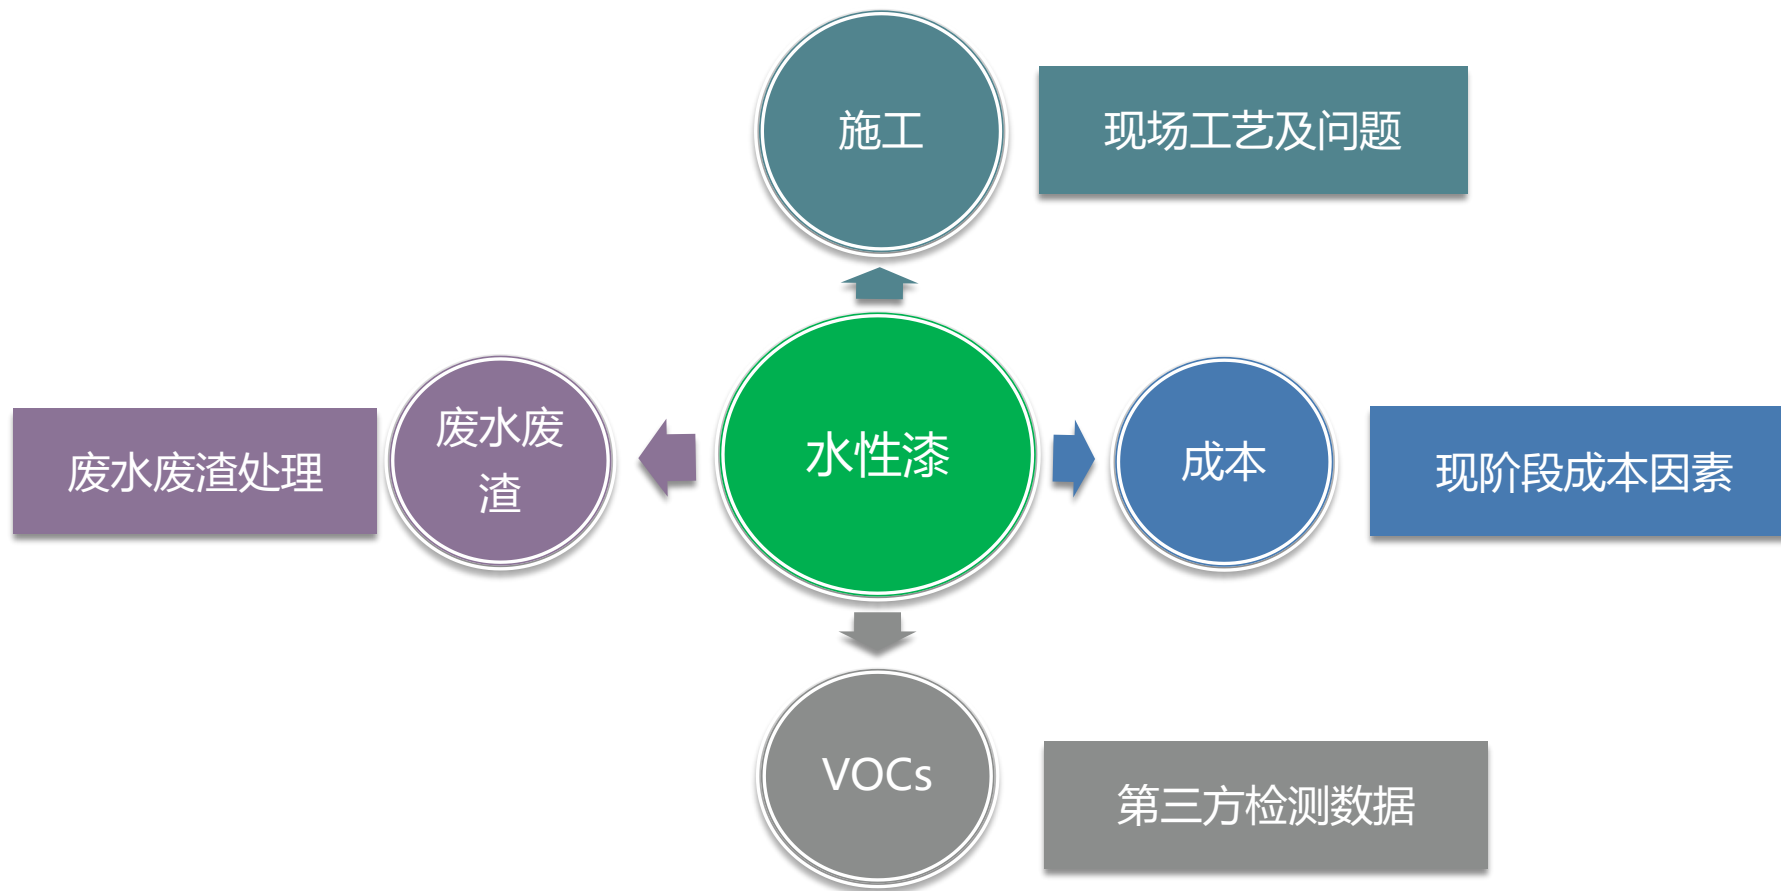 施工
现场工艺及问题
废水废渣处理
废水废
渣
水性漆
成本
现阶段成本因素
VOCs
第三方检测数据